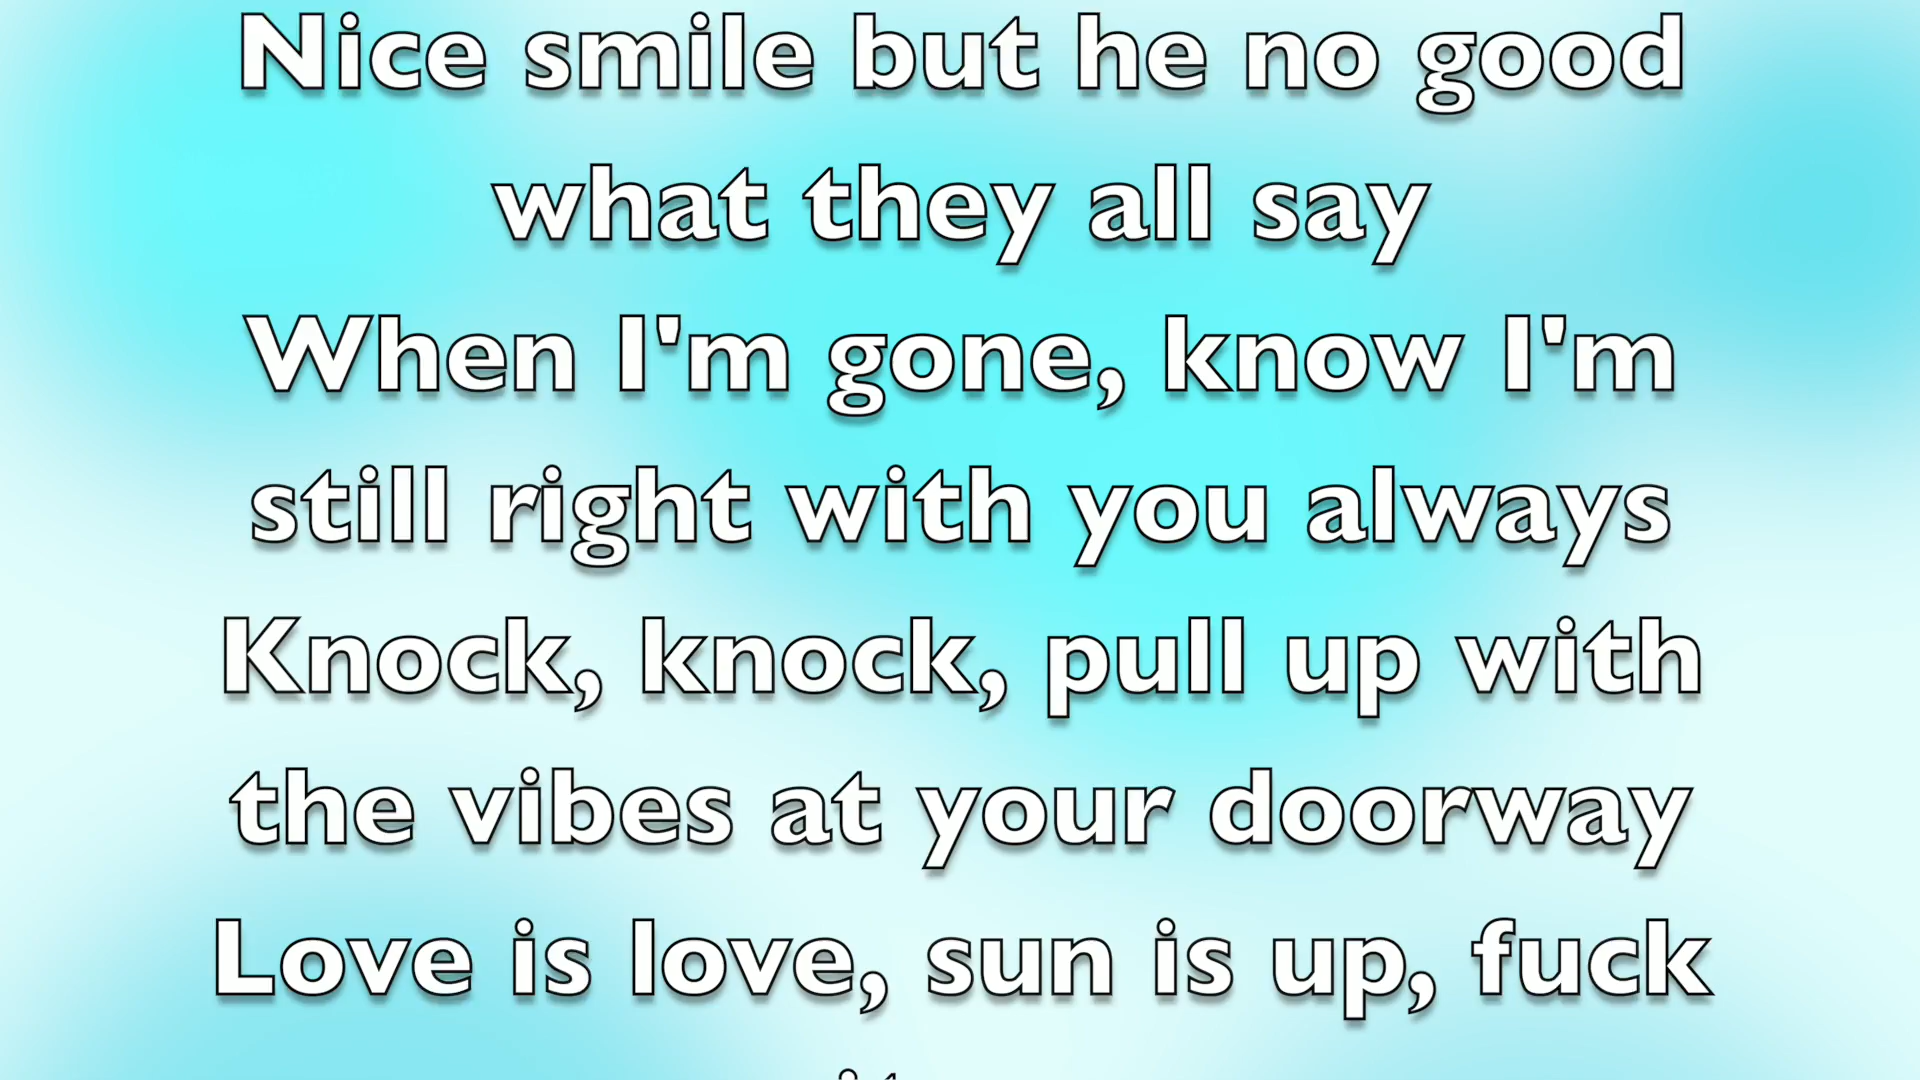 Nice smile but he no good
what they all say
When I'm gone, know I'm
still right with you always
Knock, knock, pull up with
the vibes at your doorway
Love is love, sun is up, fuck